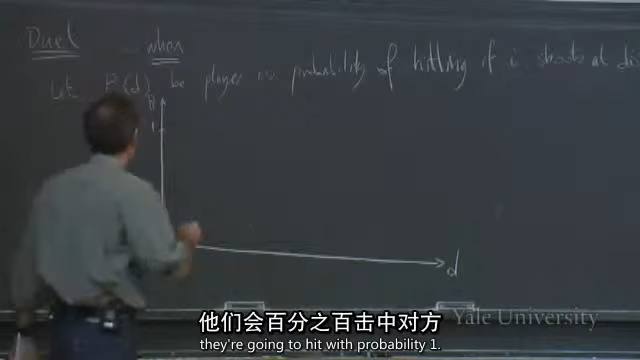 Duel when
Let P(d) be player i's probability of hitting if i shoots at dis
1
d
他们会百分之百击中对方
they're going to hit with probability 1.
Yale University